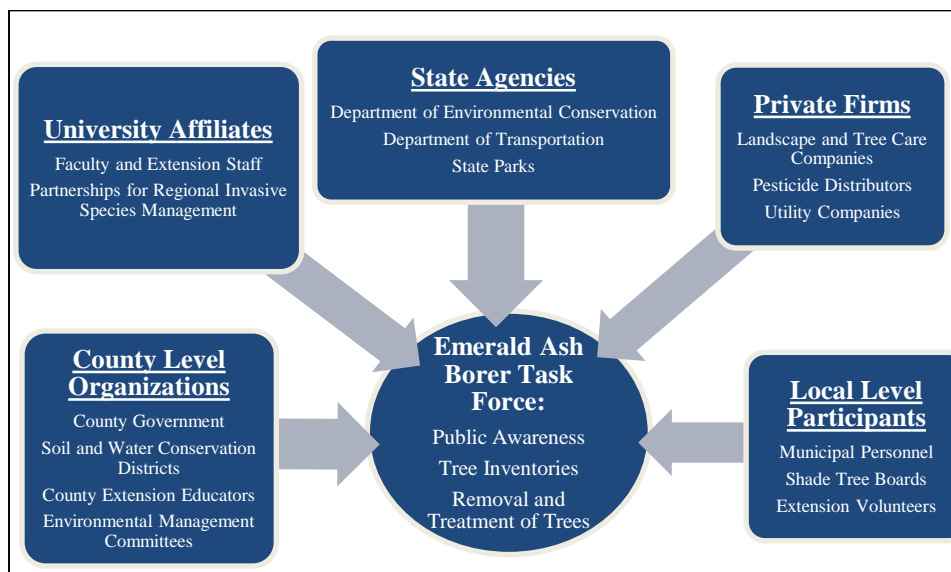 University Affiliates
Faculty and Extension Staff
Partnerships for Regional Invasive
Species Management
State Agencies
Department of Environmental Conservation
Department of Transportation
State Parks
Private Firms
Landscape and Tree Care
Companies
Pesticide Distributors
Utility Companies
County Level
Organizations
County Government
Soil and Water Conservation
Districts
County Extension Educators
Environmental Management
Committees
Emerald Ash
Borer Task
Force:
Public Awareness
Tree Inventories
Removal and
Treatment of Trees
Local Level
Participants
Municipal Personnel
Shade Tree Boards
Extension Volunteers